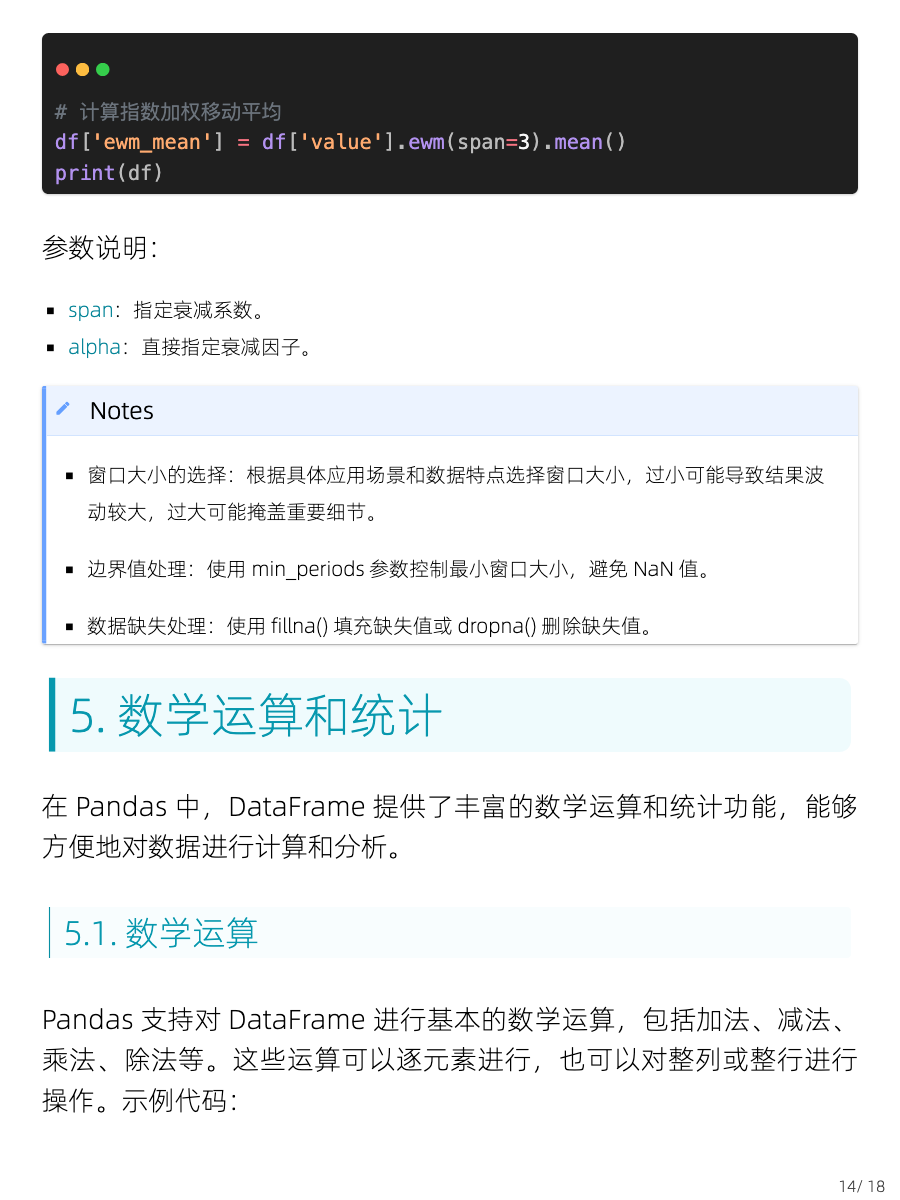 # 计算指数加权移动平均
df['ewm_mean'] = df['value'].ewm(span=3).mean()
print(df)
参数说明：
span：指定衰减系数。
alpha：直接指定衰减因子。
Notes
窗口大小的选择：根据具体应用场景和数据特点选择窗口大小，过小可能导致结果波
动较大，过大可能掩盖重要细节。
边界值处理：使用 min_periods 参数控制最小窗口大小，避免 NaN 值。
数据缺失处理：使用 fillna() 填充缺失值或 dropna() 删除缺失值。
5. 数学运算和统计
在 Pandas 中，DataFrame 提供了丰富的数学运算和统计功能，能够
方便地对数据进行计算和分析。
5.1. 数学运算
Pandas 支持对 DataFrame 进行基本的数学运算，包括加法、减法、
乘法、除法等。这些运算可以逐元素进行，也可以对整列或整行进行
操作。示例代码：
14/ 18